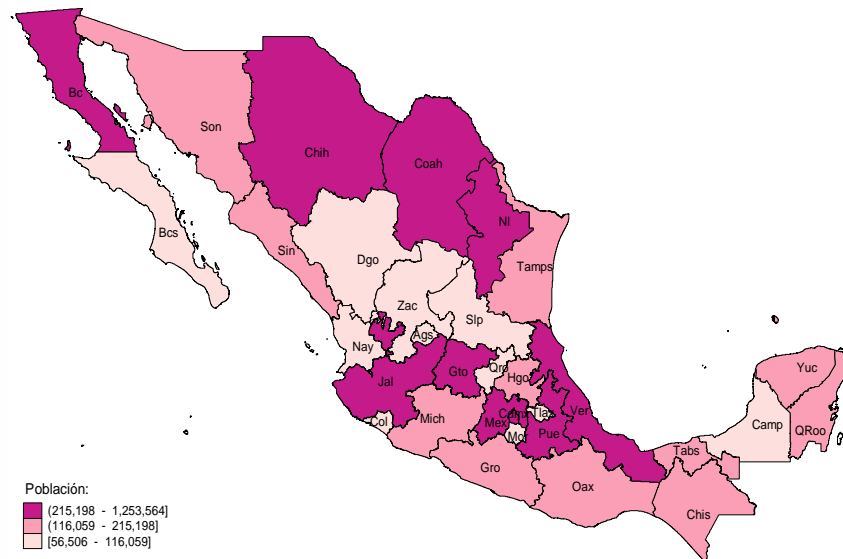 Bc
Son
Chih
Coah
Nl
Bcs
Sin
Dgo
Tamps
Zac
Slp
Nay
Ags
Qro
Gto
Hgo
Jal
Yuc
Col
Mich
Mex
Cdmx
Tlax
Ver
Mor
Pue
Camp
QRoo
Tabs
Gro
Oax
Chis
Población:
(215,198 - 1,253,564]
(116,059 - 215,198]
[56,506 - 116,059]